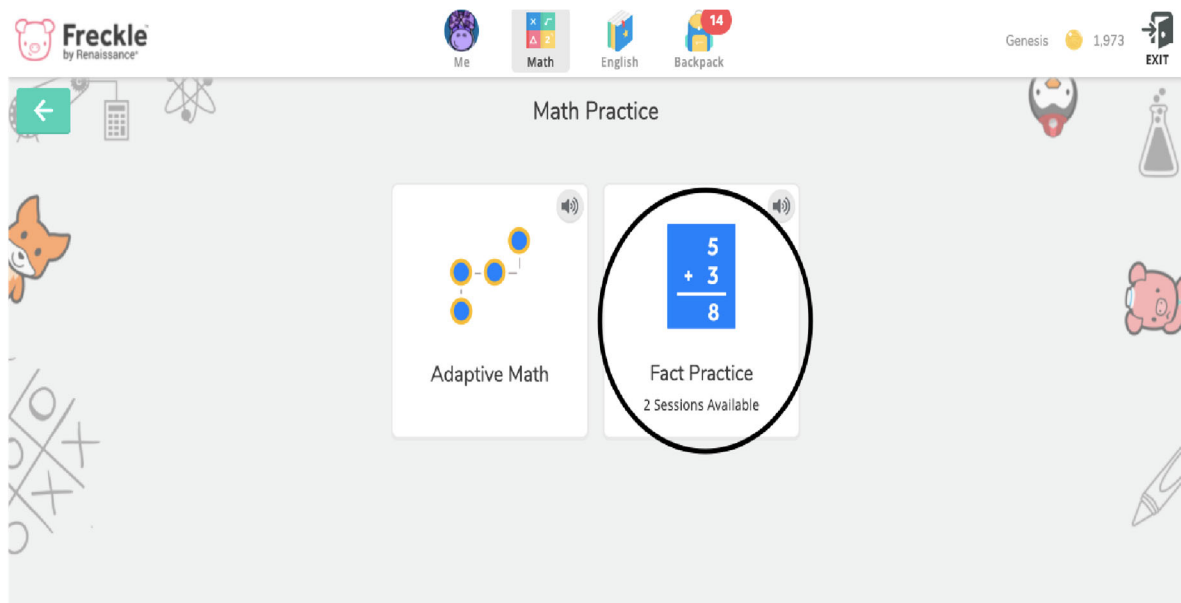 Freckle
by Renaissance®
Me
Math
English
14
Backpack
Genesis
1,973
EXIT
Math Practice
5
+ 3
8
Adaptive Math
Fact Practice
2 Sessions Available